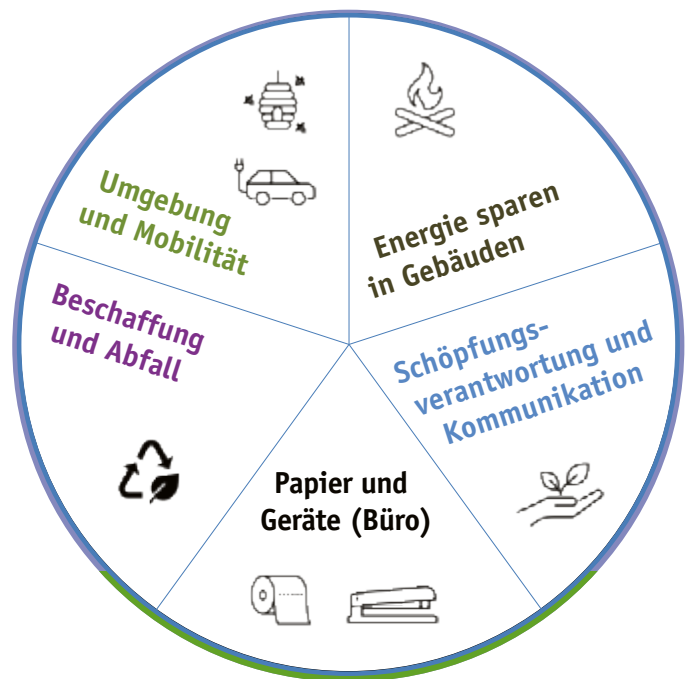 Umgebung
und Mobilität
Energie sparen
in Gebäuden
Beschaffung
und Abfall
Schöpfungs-
verantwortung und
Kommunikation
Papier und
Geräte (Büro)